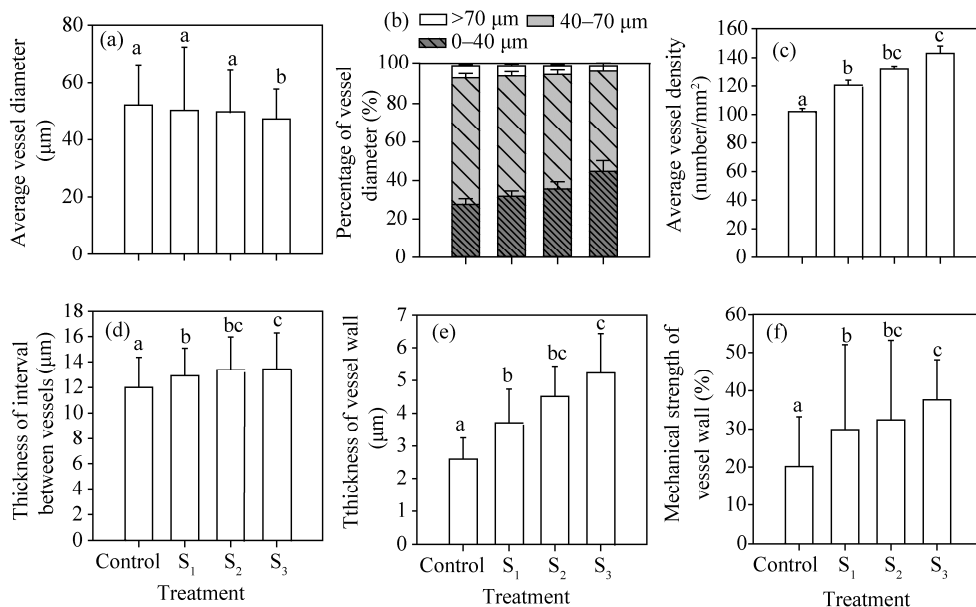 (a)
Average vessel diameter
(μm)
80
60
40
20
0
a
a
a
b
(b)
>70 μm
40–70 μm
0–40 μm
Percentage of vessel
diameter (%)
100
80
60
40
20
0
(c)
Average vessel density
(number/mm²)
160
140
120
100
80
60
40
20
0
a
b
bc
c
(d)
Thickness of interval
between vessels (μm)
18
16
14
12
10
8
6
4
2
0
a
b
bc
c
Control S₁ S₂ S₃
Treatment
(e)
Tthickness of vessel wall
(μm)
7
6
5
4
3
2
1
0
a
b
bc
c
Control S₁ S₂ S₃
Treatment
(f)
Mechanical strength of
vessel wall (%)
60
50
40
30
20
10
0
a
b
bc
c
Control S₁ S₂ S₃
Treatment